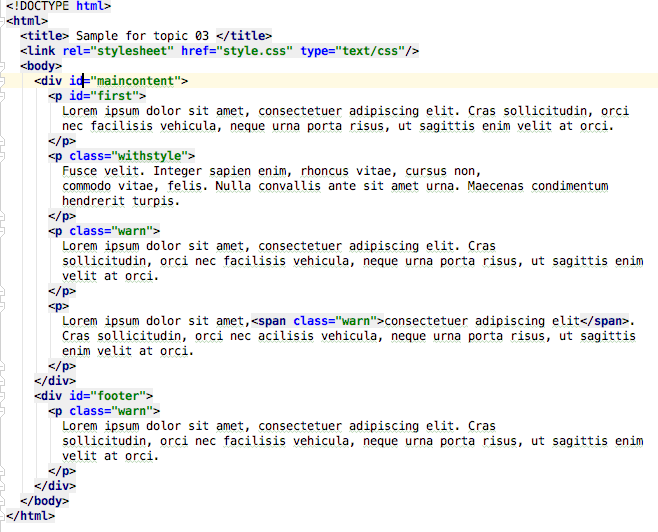 <!DOCTYPE html>
<html>
<title> Sample for topic 03 </title>
<link rel="stylesheet" href="style.css" type="text/css"/>
<body>
<div id="maincontent">
<p id="first">
Lorem ipsum dolor sit amet, consectetuer adipiscing elit. Cras sollicitudin, orci
nec facilisis vehicula, neque urna porta risus, ut sagittis enim velit at orci.
</p>
<p class="withstyle">
Fusce velit. Integer sapien enim, rhoncus vitae, cursus non,
commodo vitae, felis. Nulla convallis ante sit amet urna. Maecenas condimentum
hendrerit turpis.
</p>
<p class="warn">
Lorem ipsum dolor sit amet, consectetuer adipiscing elit. Cras
sollicitudin, orci nec facilisis vehicula, neque urna porta risus, ut sagittis enim
velit at orci.
</p>
<p>
Lorem ipsum dolor sit amet,<span class="warn">consectetuer adipiscing elit</span>.
Cras sollicitudin, orci nec acilisis vehicula, neque urna porta risus, ut sagittis
enim velit at orci.
</p>
</div>
<div id="footer">
<p class="warn">
Lorem ipsum dolor sit amet, consectetuer adipiscing elit. Cras
sollicitudin, orci nec facilisis vehicula, neque urna porta risus, ut sagittis enim
velit at orci.
</p>
</div>
</body>
</html>